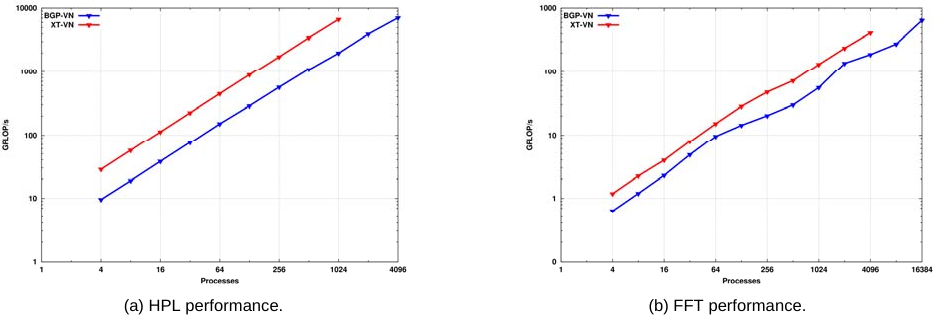 10000
1000
100
10
1
GFLOP/s
BGP-VN
XT-VN
1 4 16 64 256 1024 4096
Processes
(a) HPL performance.
1000
100
10
1
0
GFLOP/s
BGP-VN
XT-VN
1 4 16 64 256 1024 4096 16384
Processes
(b) FFT performance.